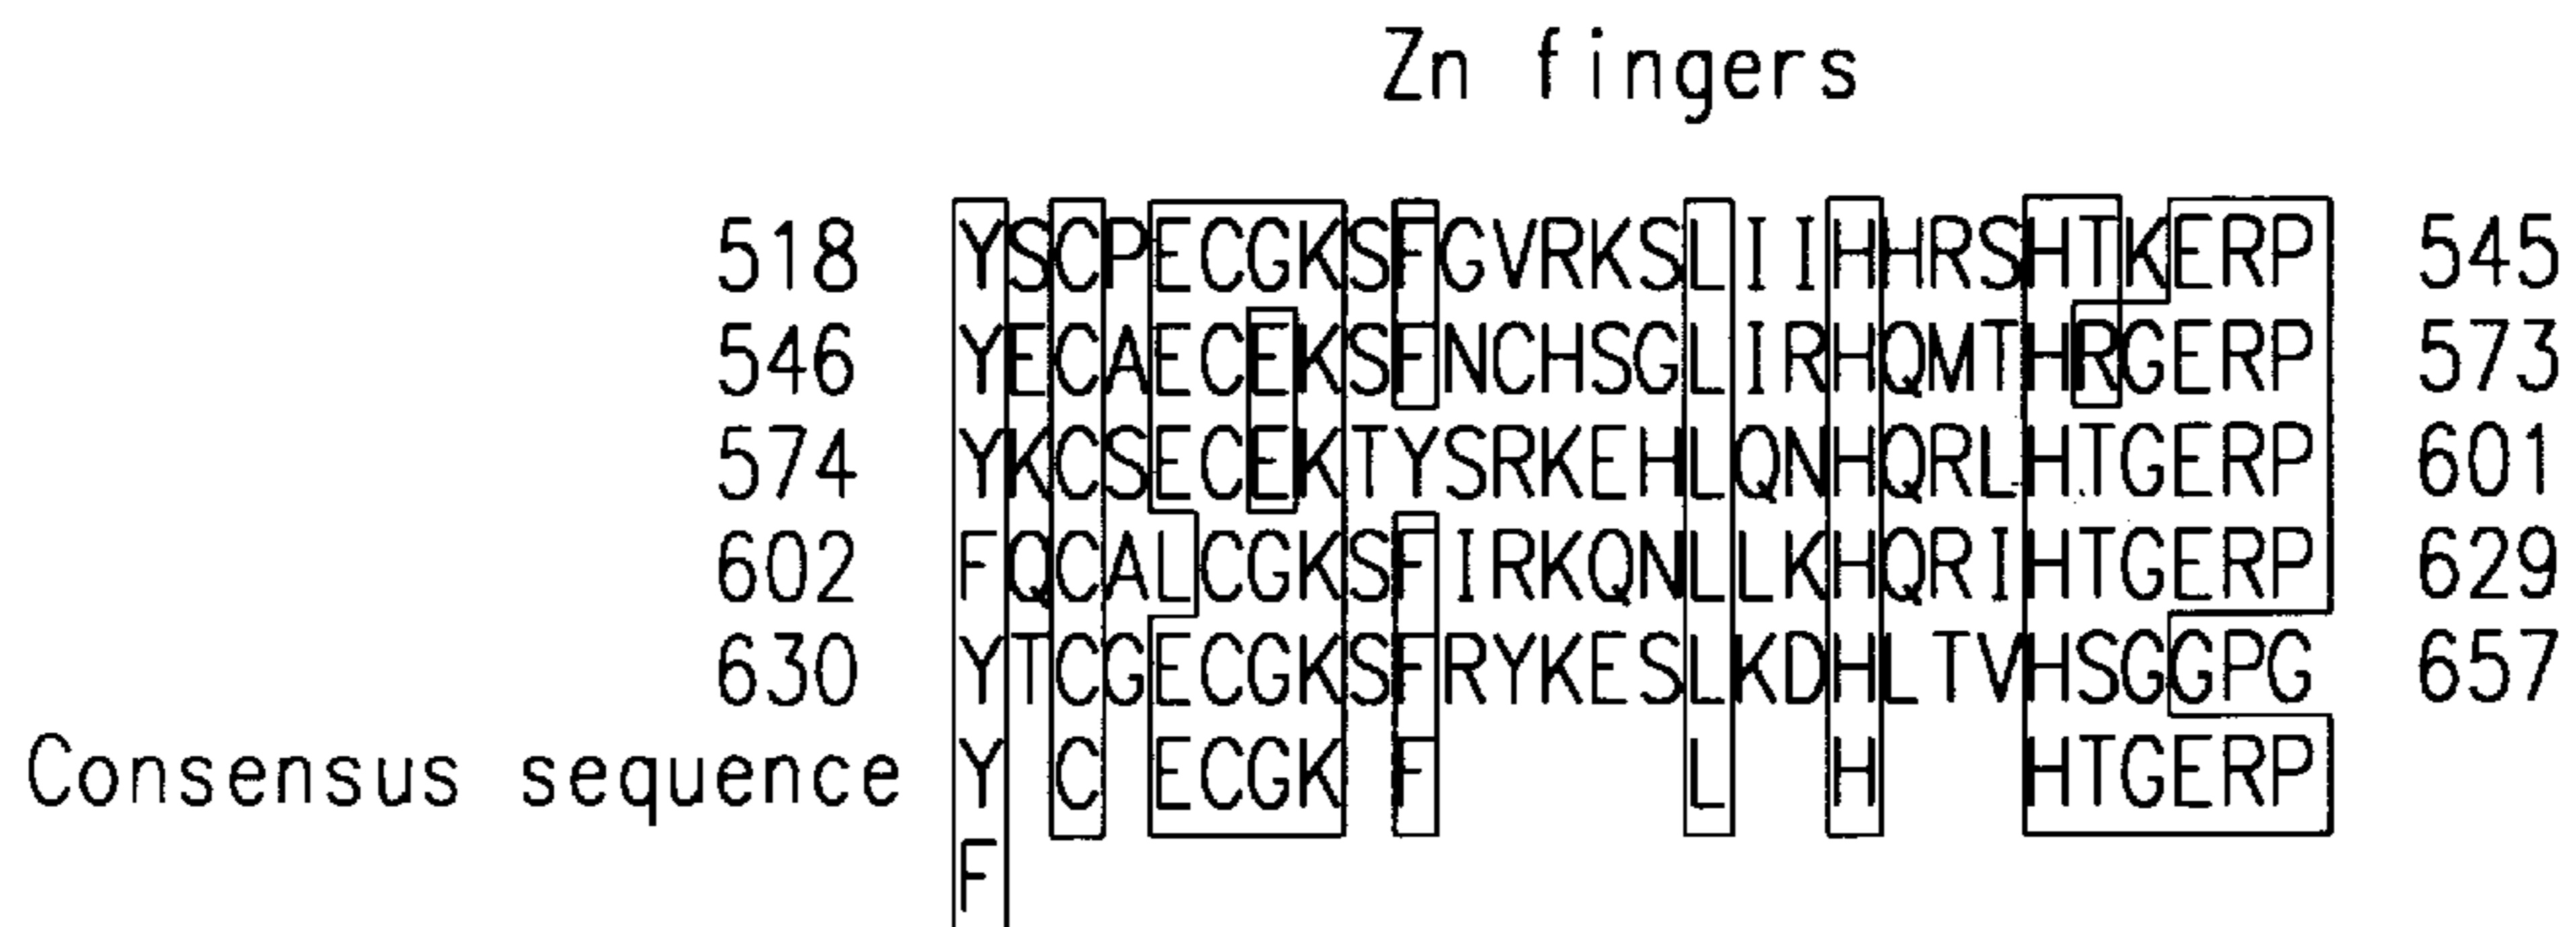 Zn fingers
518 YSCPECGKSFGVRKSLIIHHRSHTKERP 545
546 YECAECEKSFNCHSGLIRHQMTHRGERP 573
574 YKCSECEKTYSRKEHLQNHQRLHTGERP 601
602 FQCALCGKSFIRKQNLLKHQRIHTGERP 629
630 YTCGECGKSFRYKESLKDHLTVHSGGPG 657
Consensus sequence Y C ECGK F L H HTGERP
F